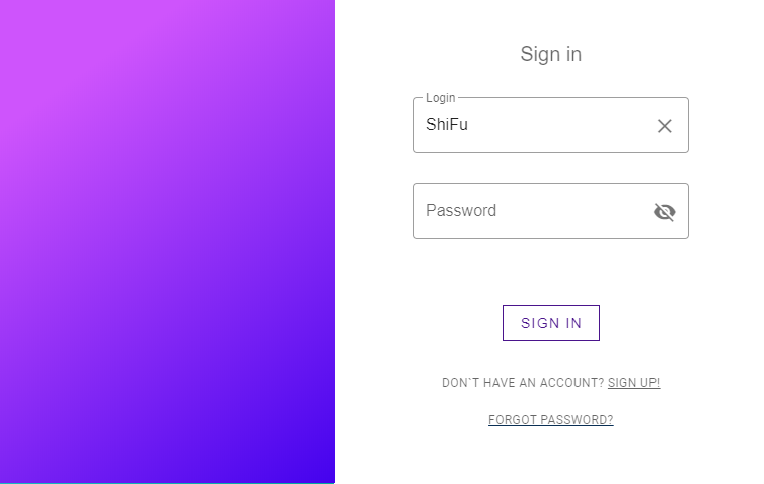 Sign in
Login
ShiFu
Password
SIGN IN
DON`T HAVE AN ACCOUNT? SIGN UP!
FORGOT PASSWORD?